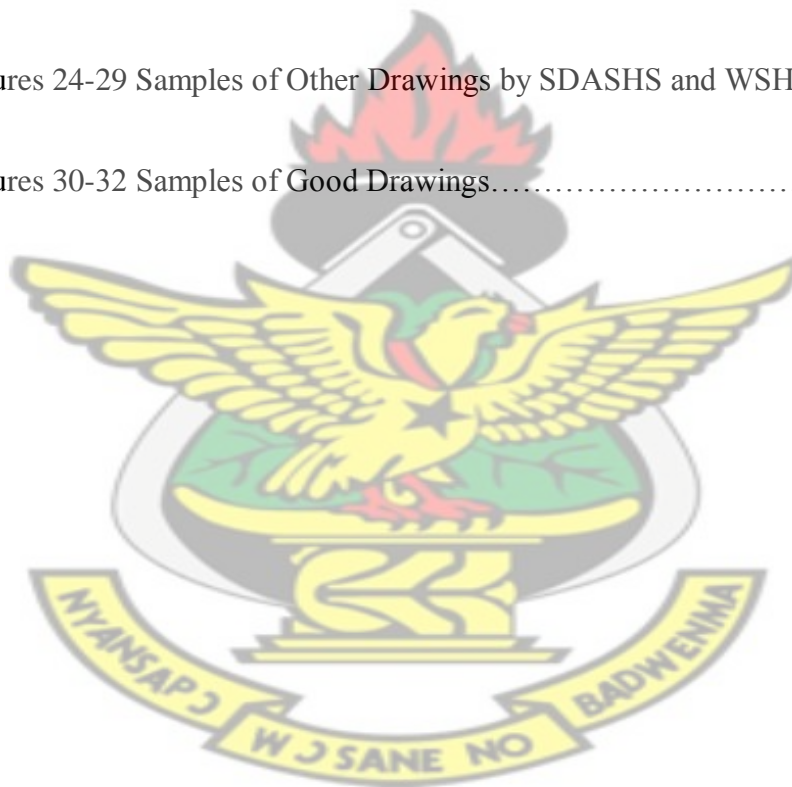 ures 24-29 Samples of Other Drawings by SDASHS and WSH
ures 30-32 Samples of Good Drawings…………………………
NYANSAPƆ
WƆSANE NO
BADWENMA